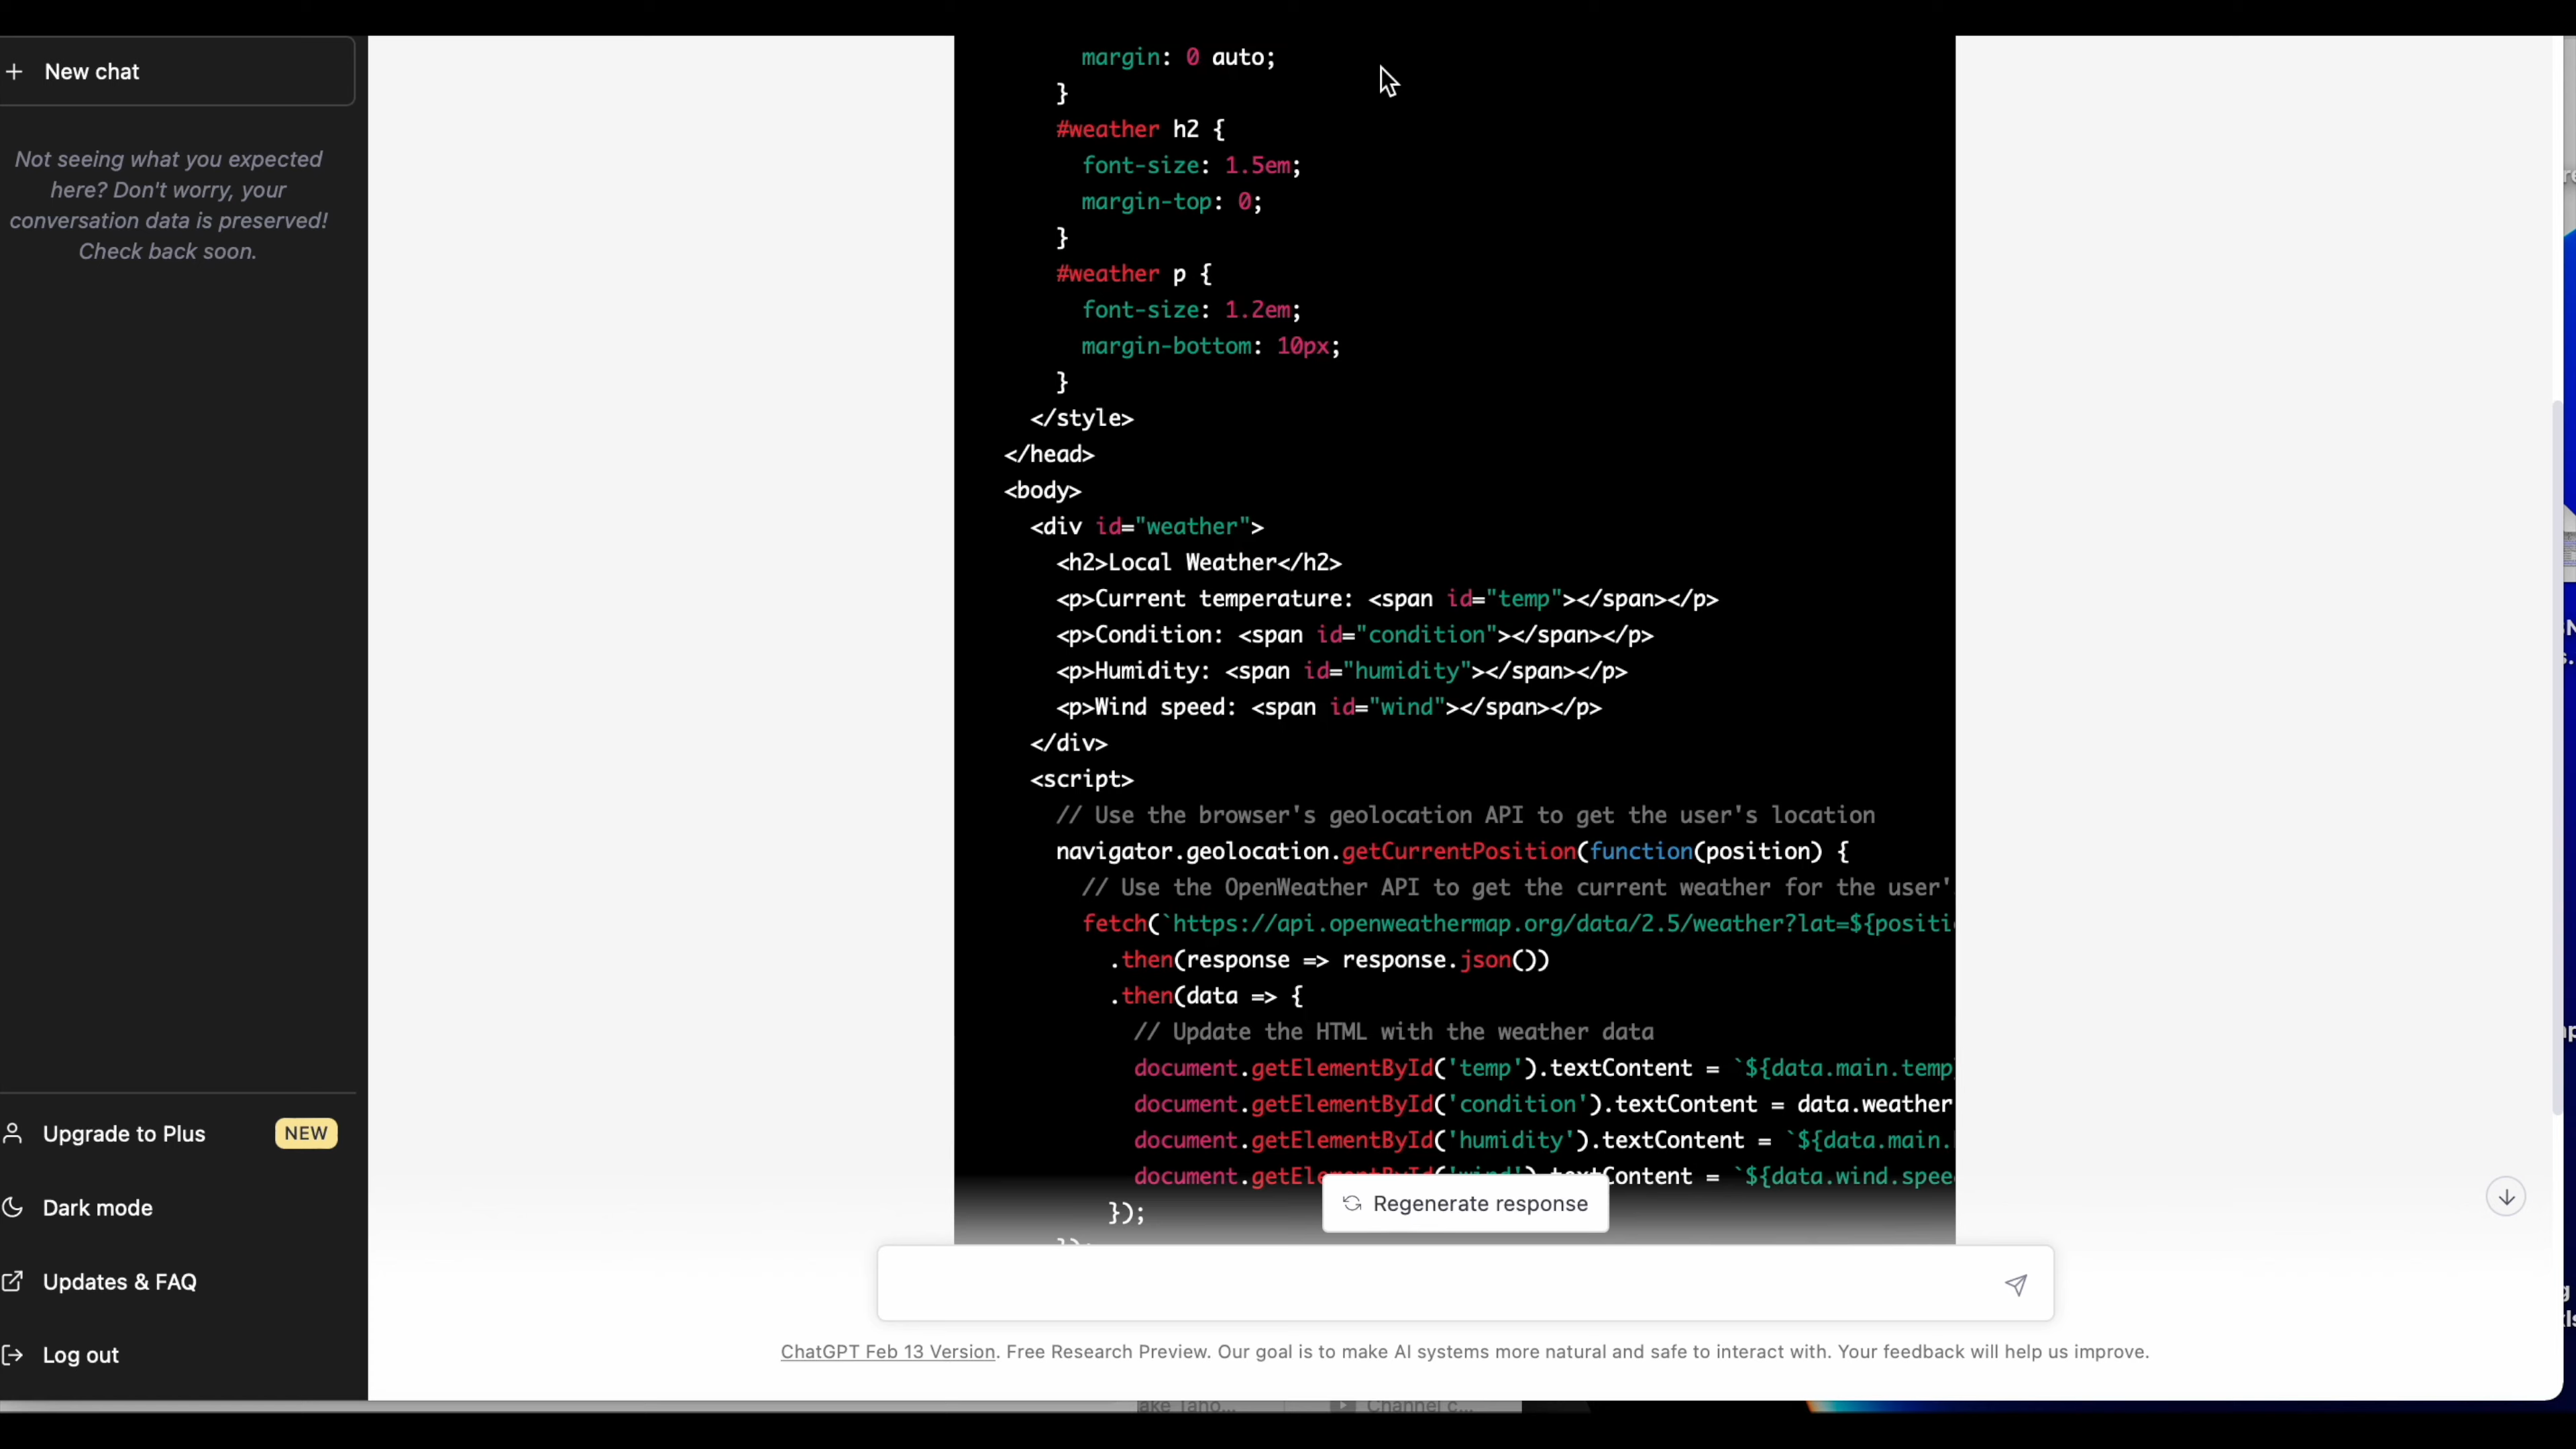 New chat
Not seeing what you expected
here? Don't worry, your
conversation data is preserved!
Check back soon.
margin: 0 auto;
}
#weather h2 {
font-size: 1.5em;
margin-top: 0;
}
#weather p {
font-size: 1.2em;
margin-bottom: 10px;
}
</style>
</head>
<body>
<div id="weather">
<h2>Local Weather</h2>
<p>Current temperature: <span id="temp"></span></p>
<p>Condition: <span id="condition"></span></p>
<p>Humidity: <span id="humidity"></span></p>
<p>Wind speed: <span id="wind"></span></p>
</div>
<script>
// Use the browser's geolocation API to get the user's location
navigator.geolocation.getCurrentPosition(function(position) {
// Use the OpenWeather API to get the current weather for the user'
fetch(`https://api.openweathermap.org/data/2.5/weather?lat=${positi
.then(response => response.json())
.then(data => {
// Update the HTML with the weather data
document.getElementById('temp').textContent = `${data.main.temp
document.getElementById('condition').textContent = data.weather
document.getElementById('humidity').textContent = `${data.main.
document.getElementById('wind').textContent = `${data.wind.spee
});
Regenerate response
Upgrade to Plus NEW
Dark mode
Updates & FAQ
Log out
ChatGPT Feb 13 Version. Free Research Preview. Our goal is to make AI systems more natural and safe to interact with. Your feedback will help us improve.